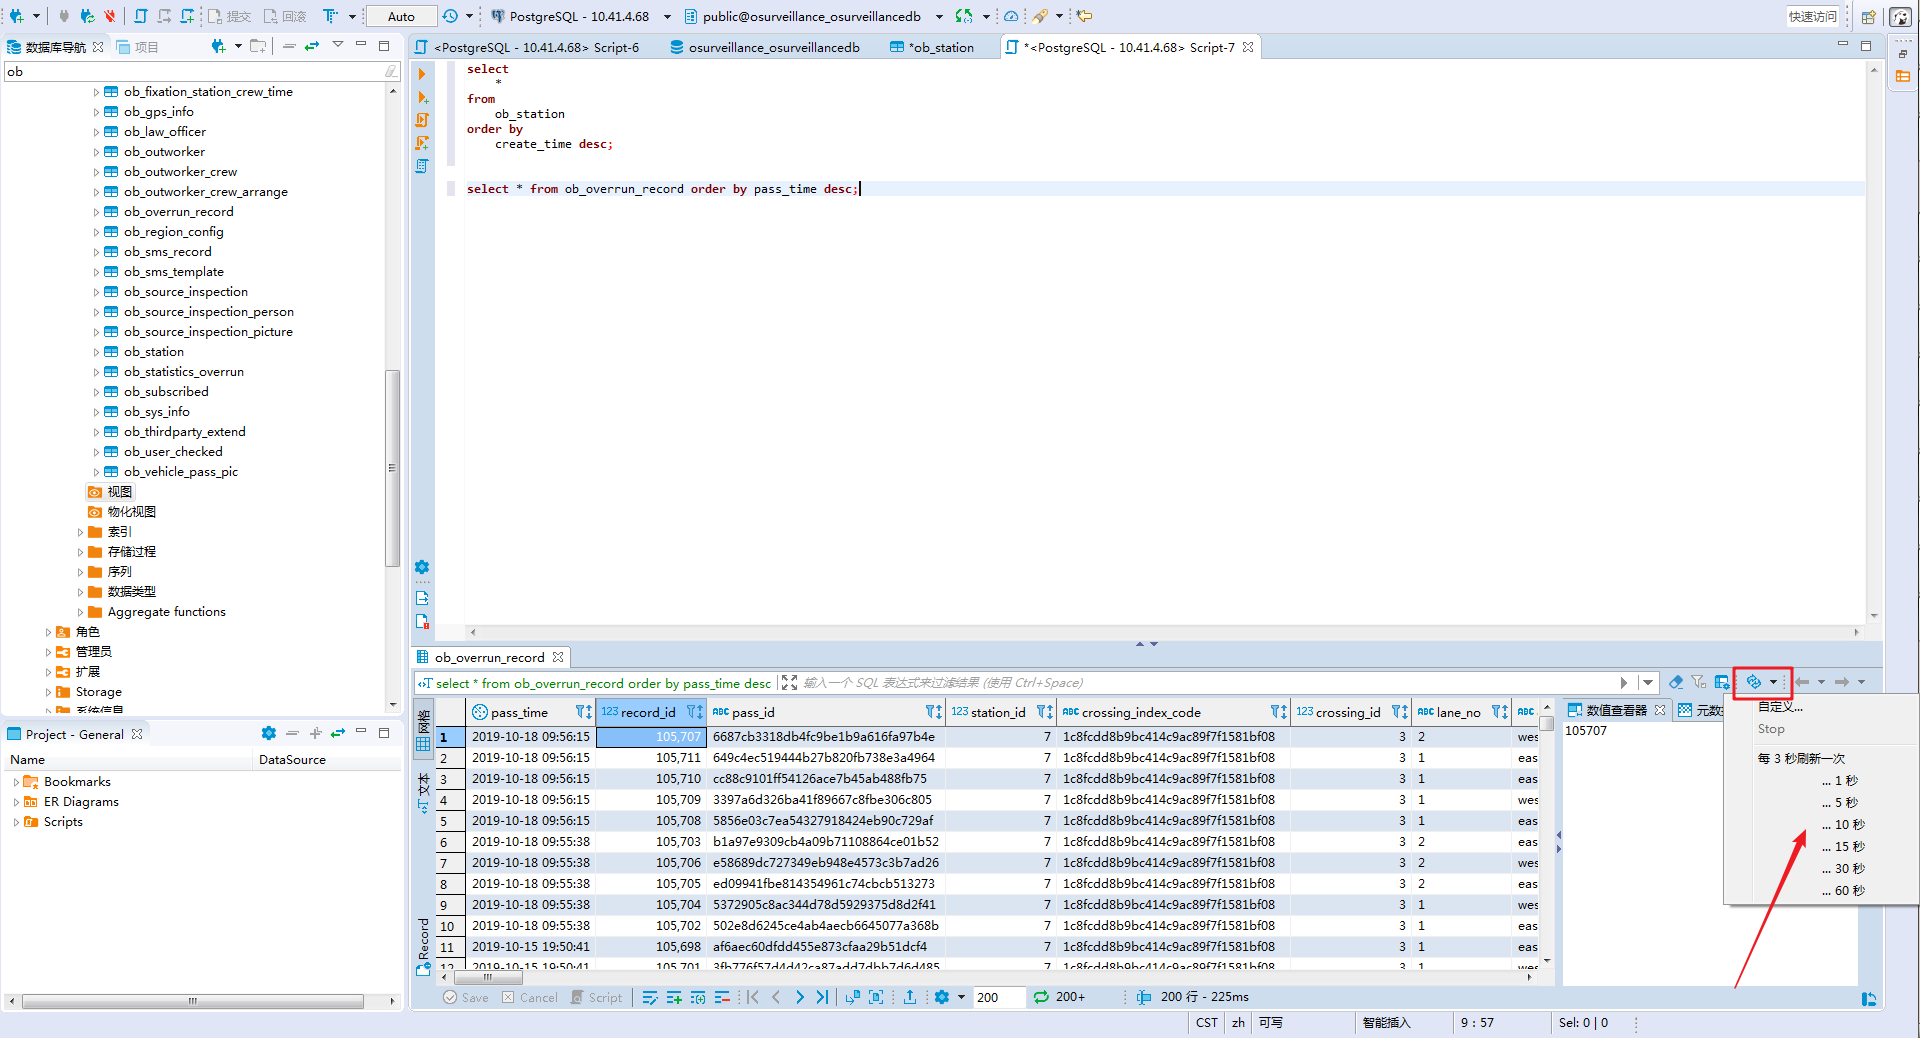 提交
回滚
Auto
PostgreSQL - 10.41.4.68
public@osurveillance_osurveillancedb
快速访问
数据库导航
项目
<PostgreSQL - 10.41.4.68> Script-6
osurveillance_osurveillancedb
*ob_station
*<PostgreSQL - 10.41.4.68> Script-7
ob
ob_fixation_station_crew_time
ob_gps_info
ob_law_officer
ob_outworker
ob_outworker_crew
ob_outworker_crew_arrange
ob_overrun_record
ob_region_config
ob_sms_record
ob_sms_template
ob_source_inspection
ob_source_inspection_person
ob_source_inspection_picture
ob_station
ob_statistics_overrun
ob_subscribed
ob_sys_info
ob_thirdparty_extend
ob_user_checked
ob_vehicle_pass_pic
视图
物化视图
索引
存储过程
序列
数据类型
Aggregate functions
角色
管理员
扩展
Storage
系统信息
select
*
from
ob_station
order by
create_time desc;
select * from ob_overrun_record order by pass_time desc;
Project - General
Name DataSource
Bookmarks
ER Diagrams
Scripts
ob_overrun_record
select * from ob_overrun_record order by pass_time desc
输入一个 SQL 表达式来过滤结果 (使用 Ctrl+Space)
网格
文本
Record
pass_time 123 record_id ABC pass_id 123 station_id ABC crossing_index_code 123 crossing_id ABC lane_no ABC
1 2019-10-18 09:56:15 105,707 6687cb3318db4fc9be1b9a616fa97b4e 7 1c8fcdd8b9bc414c9ac89f7f1581bf08 3 2 wes
2 2019-10-18 09:56:15 105,711 649c4ec519444b27b820fb738e3a4964 7 1c8fcdd8b9bc414c9ac89f7f1581bf08 3 1 eas
3 2019-10-18 09:56:15 105,710 cc88c9101ff54126ace7b45ab488fb75 7 1c8fcdd8b9bc414c9ac89f7f1581bf08 3 1 eas
4 2019-10-18 09:56:15 105,709 3397a6d326ba41f89667c8fbe306c805 7 1c8fcdd8b9bc414c9ac89f7f1581bf08 3 1 wes
5 2019-10-18 09:56:15 105,708 5856e03c7ea54327918424eb90c729af 7 1c8fcdd8b9bc414c9ac89f7f1581bf08 3 1 eas
6 2019-10-18 09:55:38 105,703 b1a97e9309cb4a09b71108864ce01b52 7 1c8fcdd8b9bc414c9ac89f7f1581bf08 3 2 eas
7 2019-10-18 09:55:38 105,706 e58689dc727349eb948e4573c3b7ad26 7 1c8fcdd8b9bc414c9ac89f7f1581bf08 3 2 wes
8 2019-10-18 09:55:38 105,705 ed09941fbe814354961c74cbcb513273 7 1c8fcdd8b9bc414c9ac89f7f1581bf08 3 2 eas
9 2019-10-18 09:55:38 105,704 5372905c8ac344d78d5929375d8d2f41 7 1c8fcdd8b9bc414c9ac89f7f1581bf08 3 1 wes
10 2019-10-18 09:55:38 105,702 502e8d6245ce4ab4aecb6645077a368b 7 1c8fcdd8b9bc414c9ac89f7f1581bf08 3 1 eas
11 2019-10-15 19:50:41 105,698 af6aec60dfdd455e873cfaa29b51dcf4 7 1c8fcdd8b9bc414c9ac89f7f1581bf08 3 1 eas
12 2019-10-15 19:50:41 105,701 3fb776f57d4d42ca87add7dbb7d6d485 7 1c8fcdd8b9bc414c9ac89f7f1581bf08 3 1 wes
数值查看器
元数
105707
自定义...
Stop
每 3 秒刷新一次
... 1 秒
... 5 秒
... 10 秒
... 15 秒
... 30 秒
... 60 秒
Save Cancel Script 200 200+ 200 行 - 225ms
CST zh 可写 智能插入 9 : 57 Sel: 0 | 0